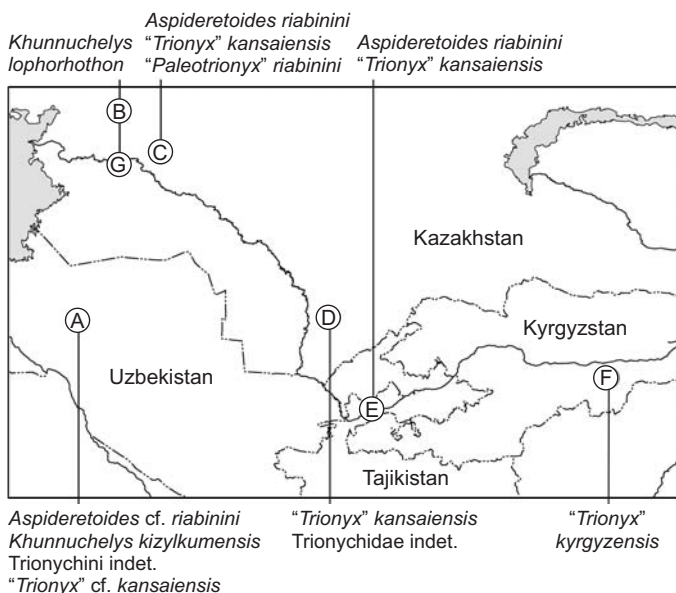 Khunnuchelys
lophorhothon
Aspideretoides riabinini
“Trionyx” kansaiensis
“Paleotrionyx” riabinini
Aspideretoides riabinini
“Trionyx” kansaiensis
B
G
C
Kazakhstan
A
D
Kyrgyzstan
Uzbekistan
F
E
Tajikistan
Aspideretoides cf. riabinini
Khunnuchelys kizylkumensis
Trionychini indet.
“Trionyx” cf. kansaiensis
“Trionyx” kansaiensis
Trionychidae indet.
“Trionyx”
kyrgyzensis